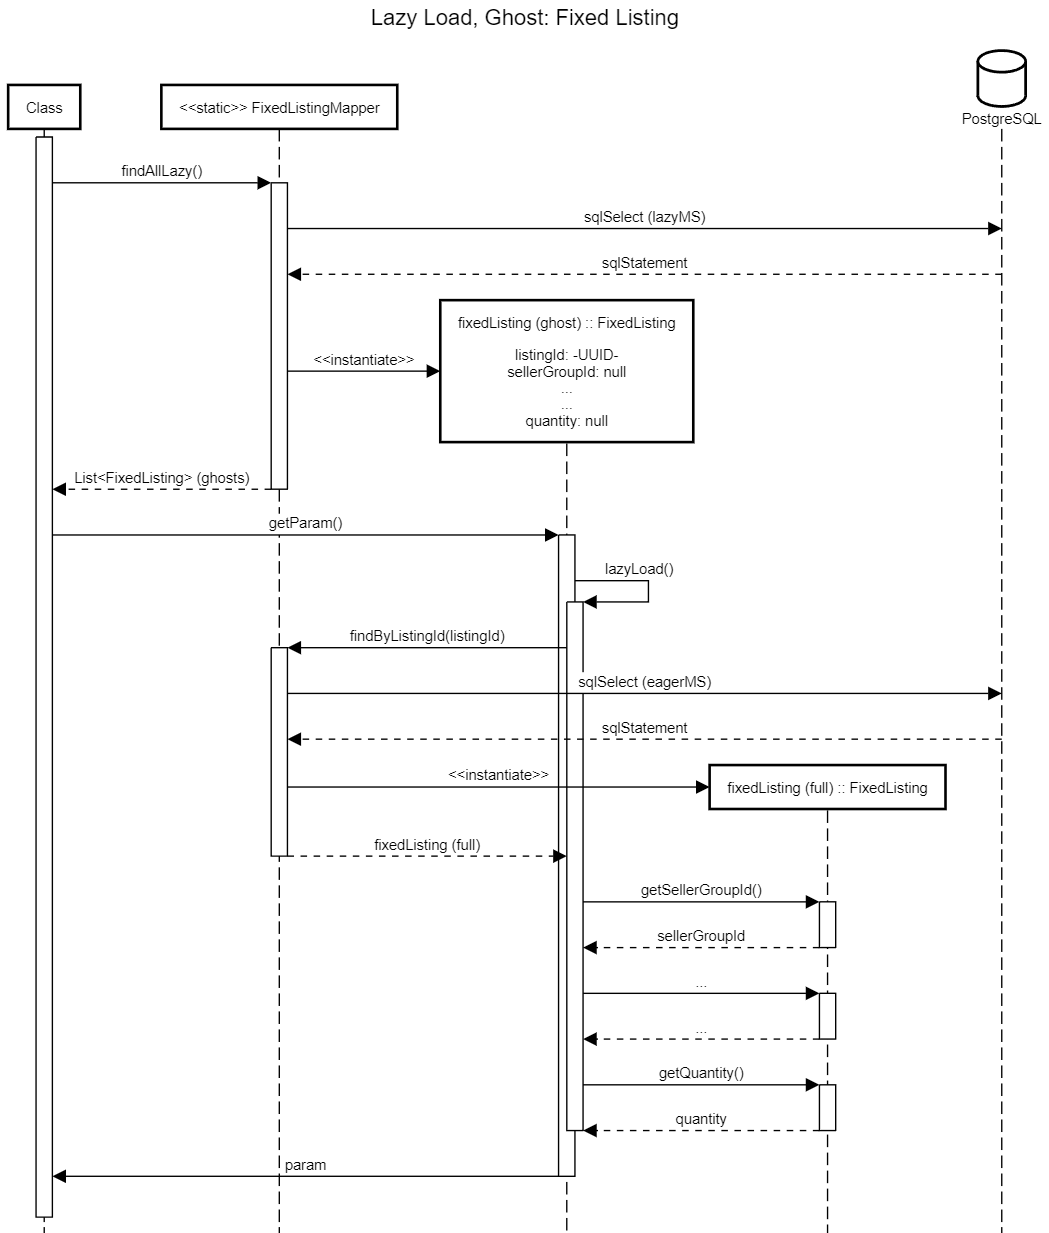 Lazy Load, Ghost: Fixed Listing
Class
<<static>> FixedListingMapper
PostgreSQL
findAllLazy()
sqlSelect (lazyMS)
sqlStatement
fixedListing (ghost) :: FixedListing
<<instantiate>>
listingId: -UUID-
sellerGroupId: null
...
...
quantity: null
List<FixedListing> (ghosts)
getParam()
lazyLoad()
findByListingId(listingId)
sqlSelect (eagerMS)
sqlStatement
<<instantiate>>
fixedListing (full) :: FixedListing
fixedListing (full)
getSellerGroupId()
sellerGroupId
...
...
getQuantity()
quantity
param